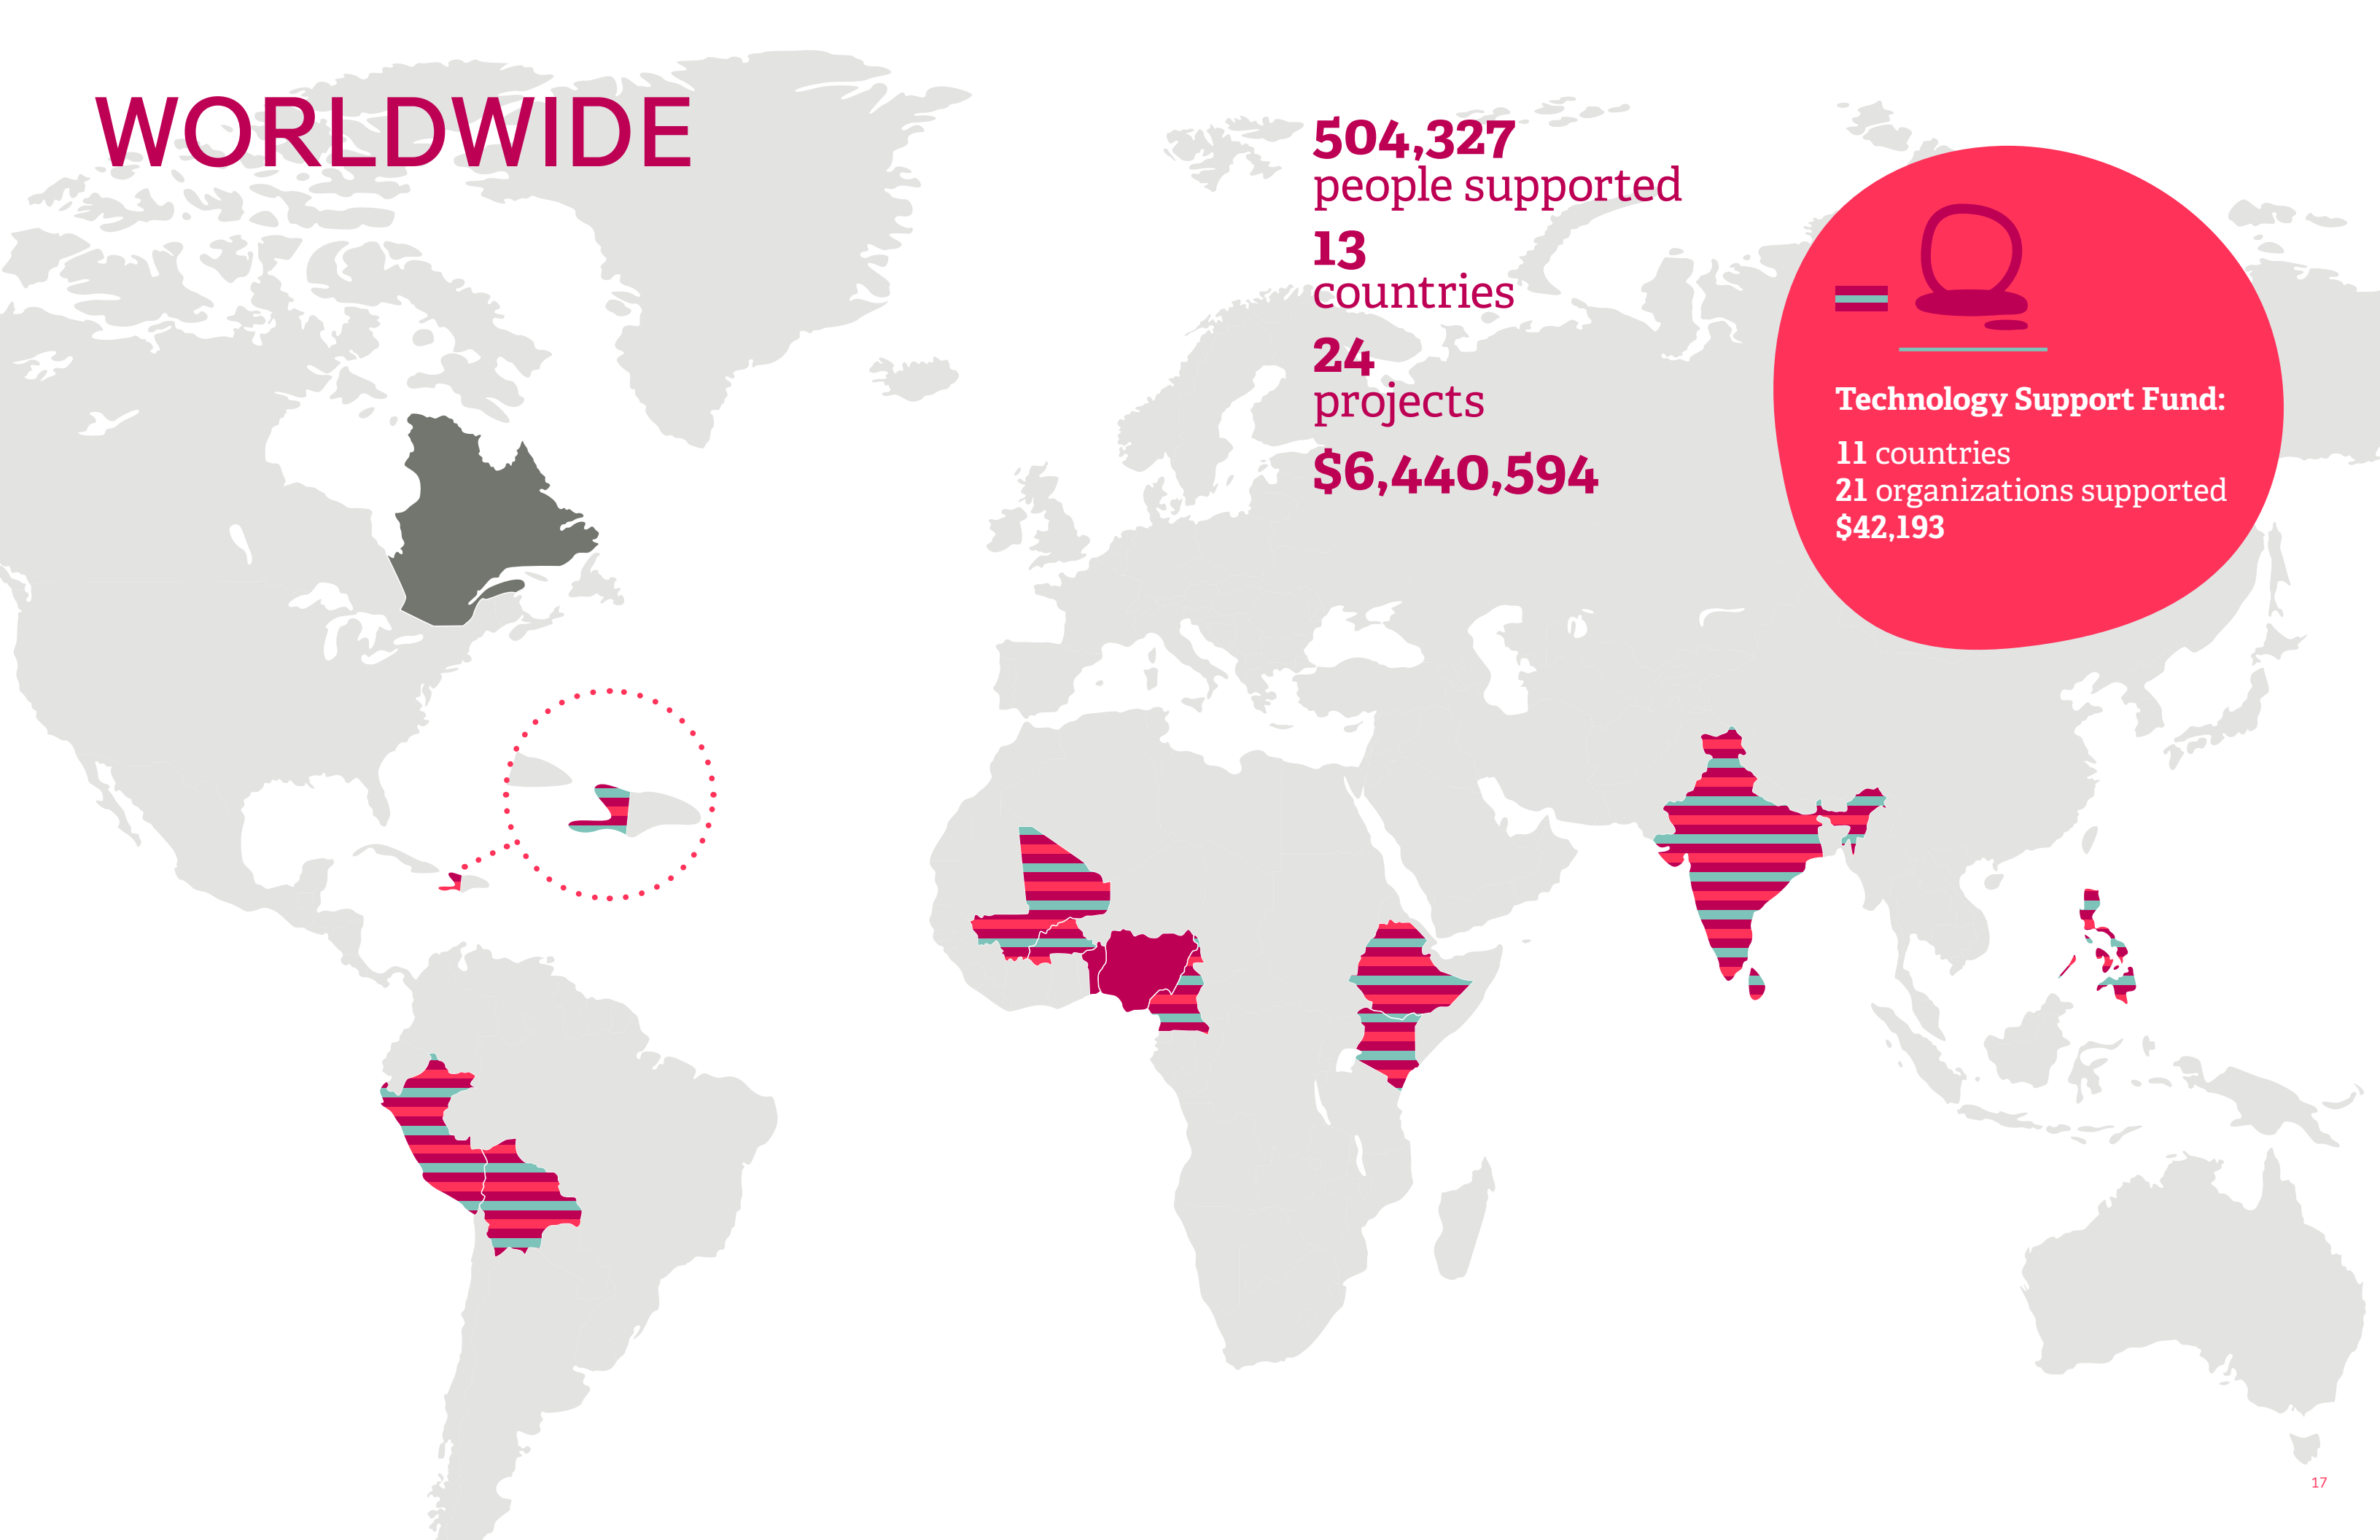 WORLDWIDE
504,327
people supported
13
countries
24
projects
$6,440,594
Technology Support Fund:
11 countries
21 organizations supported
$42,193
17